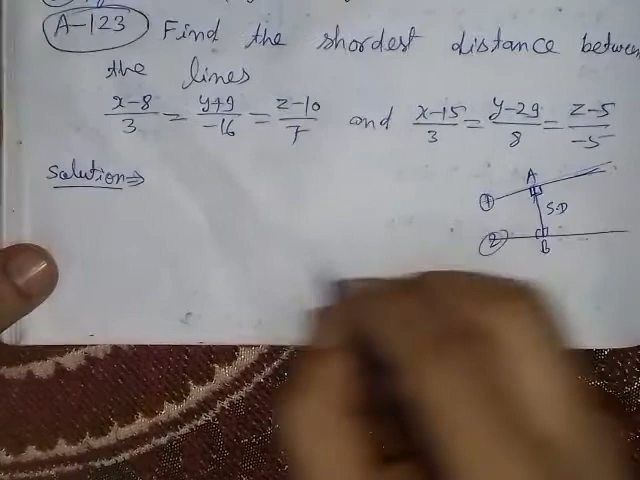 A-123 Find the shordest distance between
the lines
x-8/3 = y+9/-16 = z-10/7 and x-15/3 = y-29/8 = z-5/-5
Solution⇒
A
1
S.D
2
B